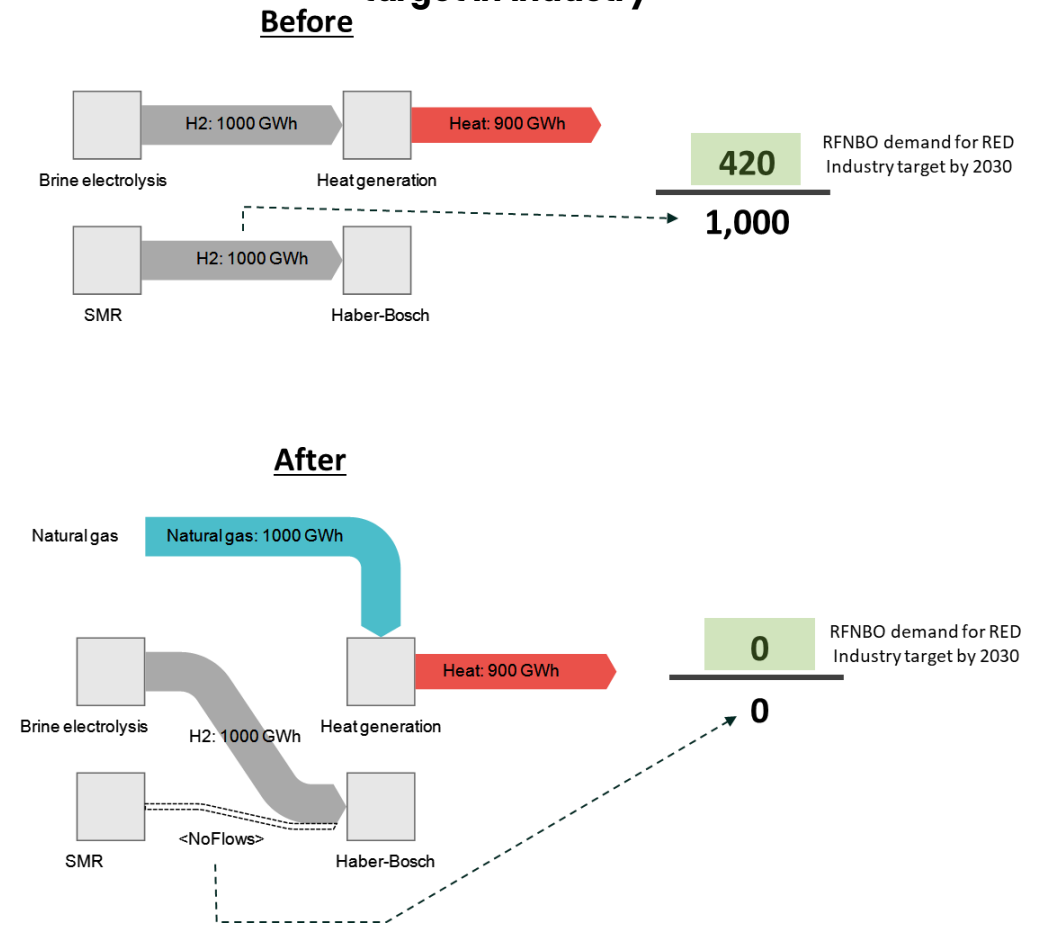 target in industry
Before
H2: 1000 GWh
Heat: 900 GWh
Brine electrolysis
Heat generation
420
RFNBO demand for RED
Industry target by 2030
1,000
H2: 1000 GWh
SMR
Haber-Bosch
After
Natural gas
Natural gas: 1000 GWh
Heat: 900 GWh
0
RFNBO demand for RED
Industry target by 2030
0
Brine electrolysis
H2: 1000 GWh
Heat generation
<NoFlows>
SMR
Haber-Bosch